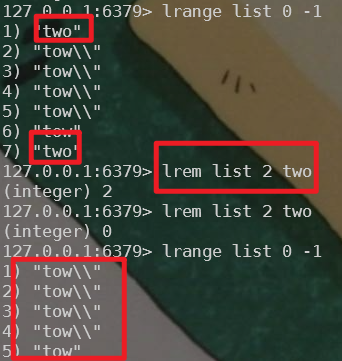 127.0.0.1:6379> lrange list 0 -1
1) "two"
2) "tow\\"
3) "tow\\"
4) "tow\\"
5) "tow\\"
6) "tow"
7) "two"
127.0.0.1:6379> lrem list 2 two
(integer) 2
127.0.0.1:6379> lrem list 2 two
(integer) 0
127.0.0.1:6379> lrange list 0 -1
1) "tow\\"
2) "tow\\"
3) "tow\\"
4) "tow\\"
5) "tow"